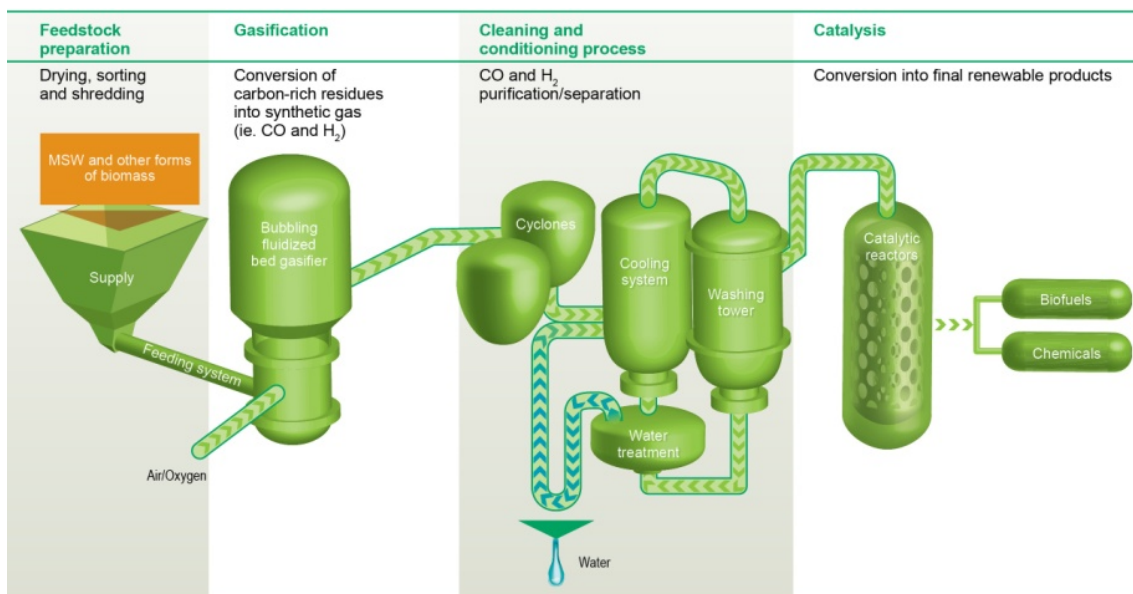 Feedstock
preparation
Drying, sorting
and shredding
MSW and other forms
of biomass
Supply
Feeding system
Air/Oxygen
Gasification
Conversion of
carbon-rich residues
into synthetic gas
(ie. CO and H₂)
Bubbling
fluidized
bed gasifier
Cleaning and
conditioning process
CO and H₂
purification/separation
Cyclones
Cooling
system
Washing
tower
Water
treatment
Water
Catalysis
Conversion into final renewable products
Catalytic
reactors
Biofuels
Chemicals